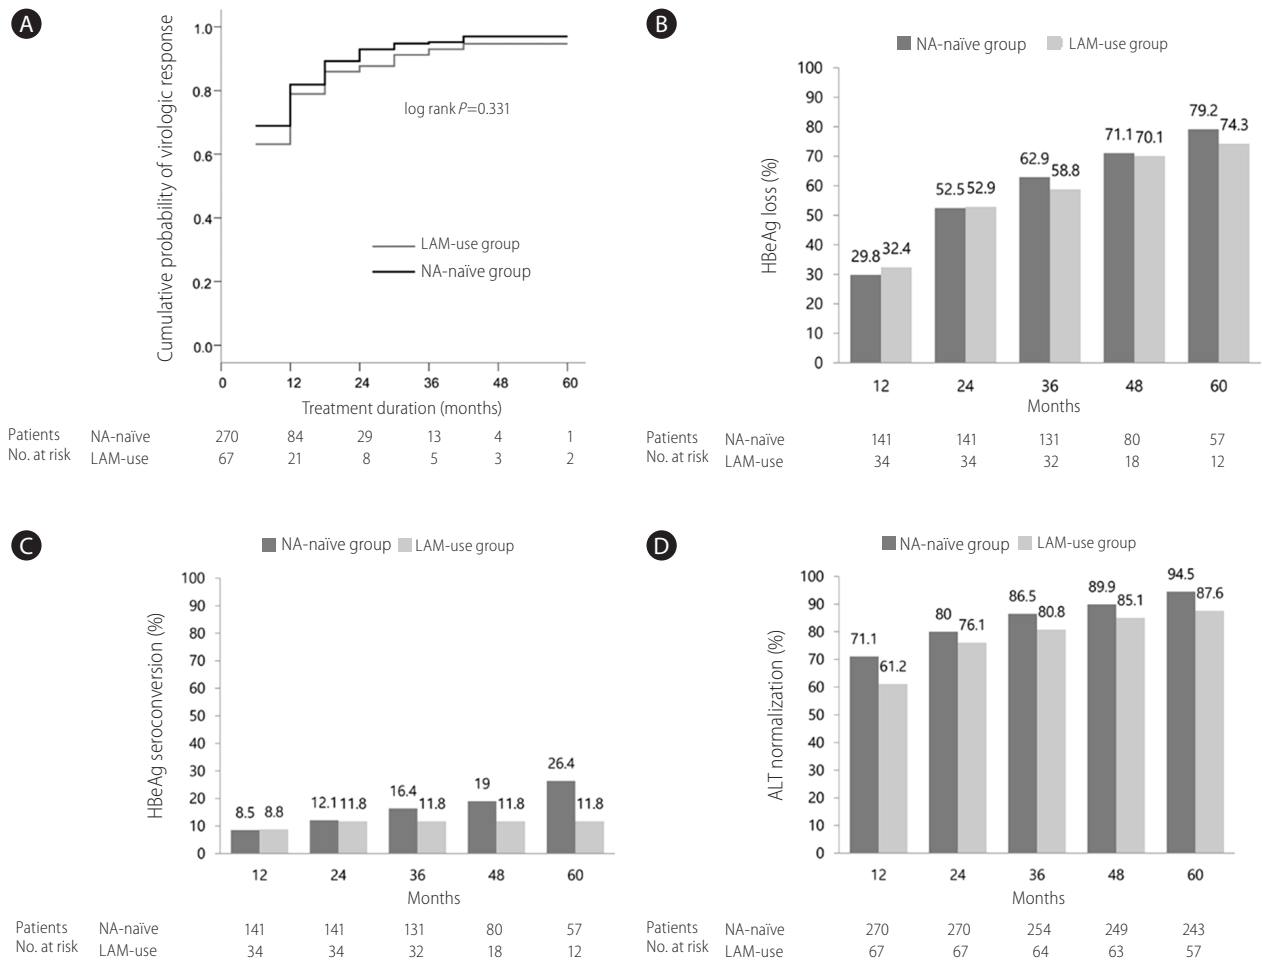 A
Cumulative probability of virologic response
1.0
0.8
0.6
0.4
0.2
0.0
log rank P=0.331
LAM-use group
NA-naïve group
0 12 24 36 48 60
Treatment duration (months)
Patients No. at risk
NA-naïve 270 84 29 13 4 1
LAM-use 67 21 8 5 3 2
B
NA-naïve group LAM-use group
HBeAg loss (%)
100
90
80
70
60
50
40
30
20
10
0
29.8 32.4
52.5 52.9
62.9 58.8
71.1 70.1
79.2 74.3
12 24 36 48 60
Months
Patients No. at risk
NA-naïve 141 141 131 80 57
LAM-use 34 34 32 18 12
C
NA-naïve group LAM-use group
HBeAg seroconversion (%)
100
90
80
70
60
50
40
30
20
10
0
8.5 8.8
12.1 11.8
16.4 11.8
19 11.8
26.4 11.8
12 24 36 48 60
Months
Patients No. at risk
NA-naïve 141 141 131 80 57
LAM-use 34 34 32 18 12
D
NA-naïve group LAM-use group
ALT normalization (%)
100
90
80
70
60
50
40
30
20
10
0
71.1 61.2
80 76.1
86.5 80.8
89.9 85.1
94.5 87.6
12 24 36 48 60
Months
Patients No. at risk
NA-naïve 270 270 254 249 243
LAM-use 67 67 64 63 57